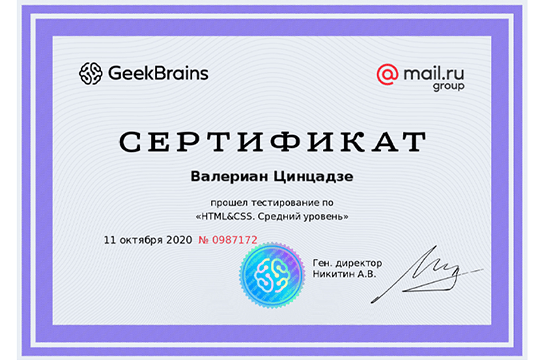 GeekBrains
@ mail.ru
group
СЕРТИФИКАТ
Валериан Цинцадзе
прошел тестирование по
«HTML&CSS. Средний уровень»
11 октября 2020 № 0987172
Ген. директор
Никитин А.В.